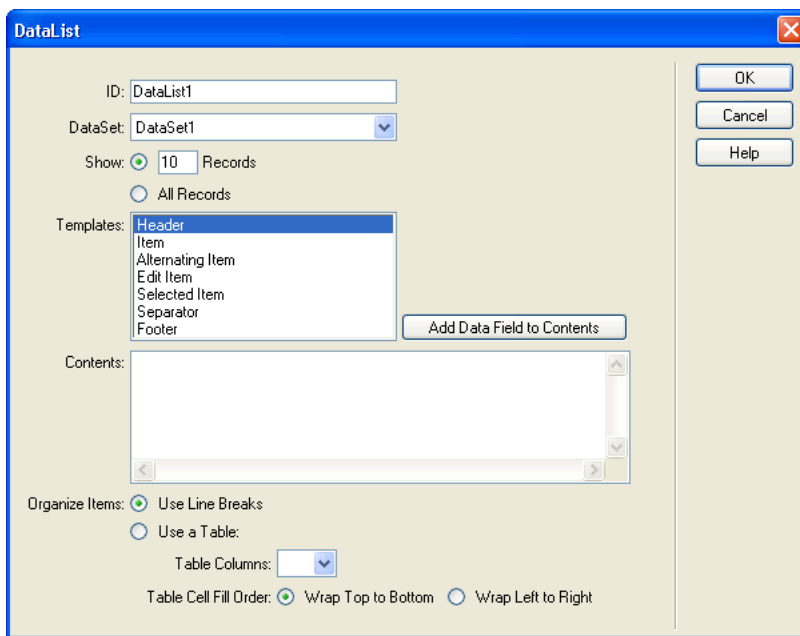 DataList
ID: DataList1
OK
DataSet: DataSet1
Cancel
Show: 10 Records
Help
All Records
Templates: Header
Item
Alternating Item
Edit Item
Selected Item
Separator
Footer
Add Data Field to Contents
Contents:
Organize Items: Use Line Breaks
Use a Table:
Table Columns:
Table Cell Fill Order: Wrap Top to Bottom Wrap Left to Right